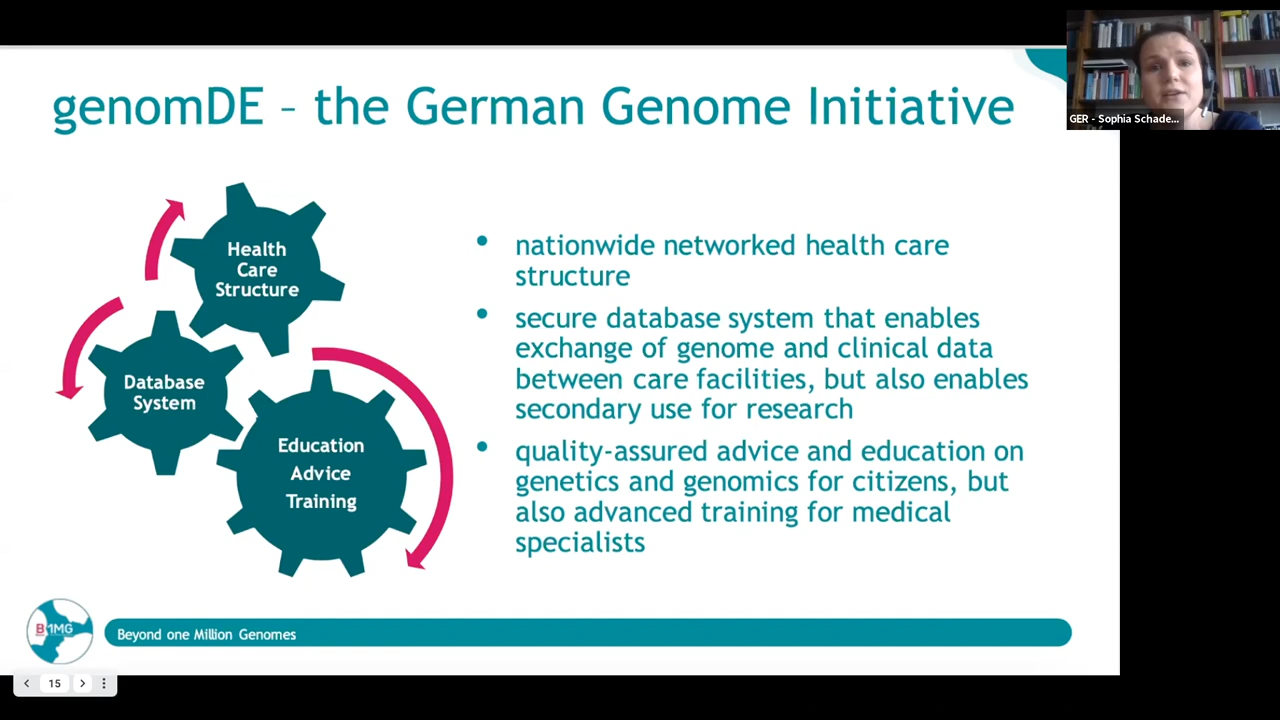 genomDE – the German Genome Initiative
GER - Sophia Schade...
Health
Care
Structure
Database
System
Education
Advice
Training
• nationwide networked health care
structure
• secure database system that enables
exchange of genome and clinical data
between care facilities, but also enables
secondary use for research
• quality-assured advice and education on
genetics and genomics for citizens, but
also advanced training for medical
specialists
B1MG
Beyond one Million Genomes
15